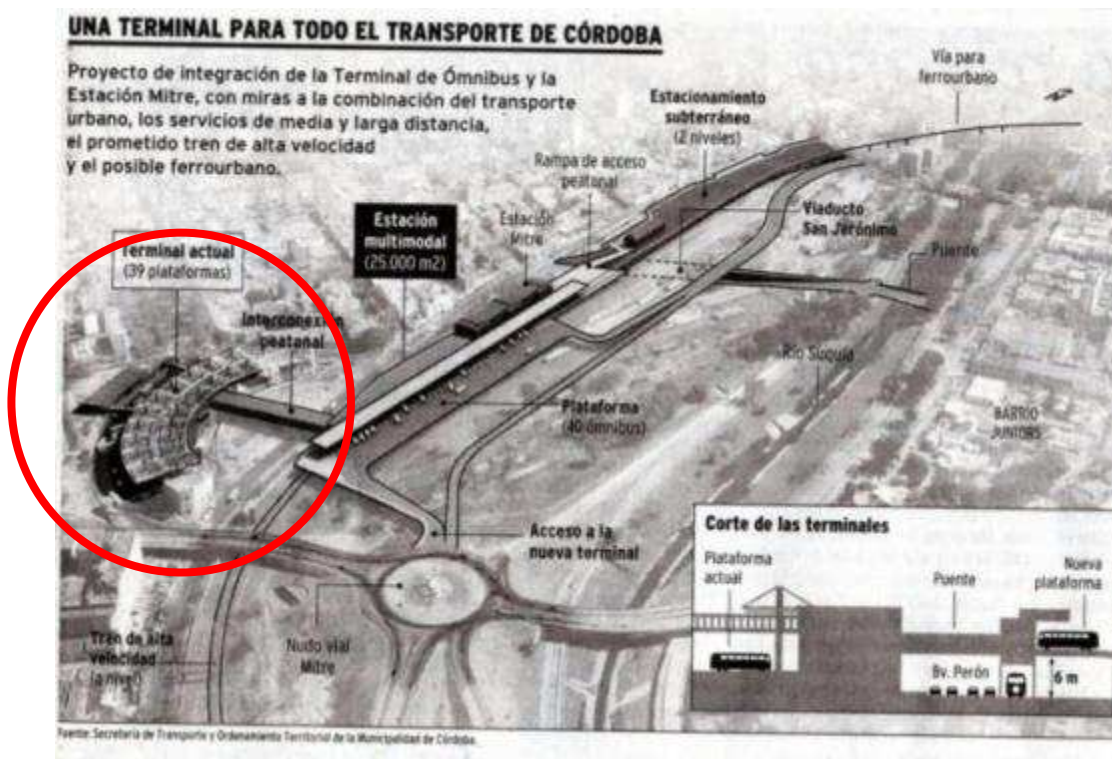 UNA TERMINAL PARA TODO EL TRANSPORTE DE CÓRDOBA
Proyecto de integración de la Terminal de Ómnibus y la
Estación Mitre, con miras a la combinación del transporte
urbano, los servicios de media y larga distancia,
el prometido tren de alta velocidad
y el posible ferrourbano.
Vía para
ferrourbano
Estacionamiento
subterráneo
(2 niveles)
Rampa de acceso
peatonal
Estación
Mitre
Estación
multimodal
(25.000 m2)
Viaducto
San Jerónimo
Puente
Terminal actual
(39 plataformas)
Interconexión
peatonal
Río Suquía
Plataforma
(40 ómnibus)
BARRIO
JUNIORS
Acceso a la
nueva terminal
Nudo vial
Mitre
Tren de alta
velocidad
(a nivel)
Corte de las terminales
Plataforma
actual
Puente
Nueva
plataforma
Bv. Perón
6 m
Fuente: Secretaría de Transporte y Ordenamiento Territorial de la Municipalidad de Córdoba.